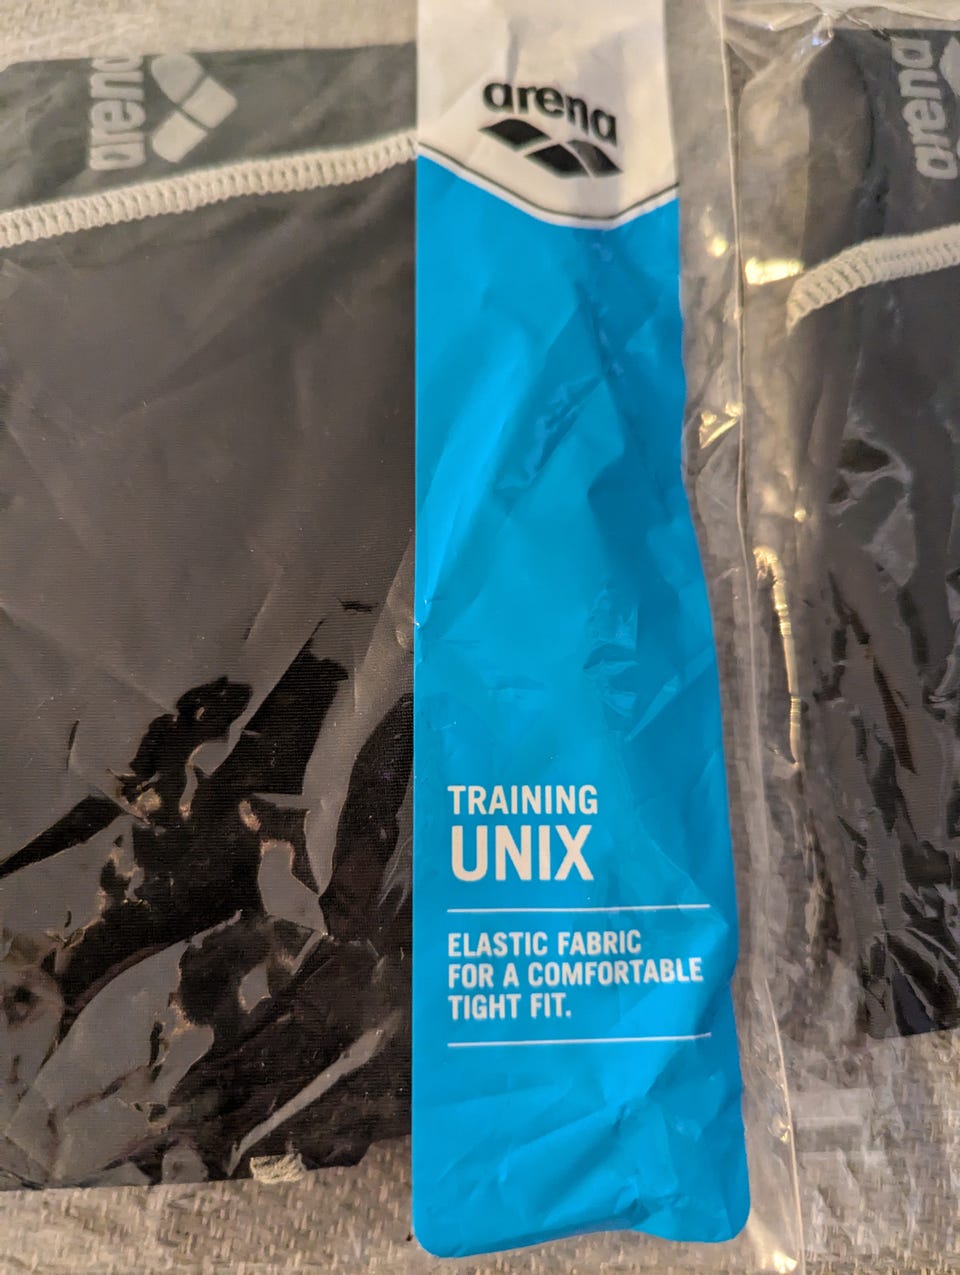 arena
arena
arena
TRAINING
UNIX
ELASTIC FABRIC
FOR A COMFORTABLE
TIGHT FIT.